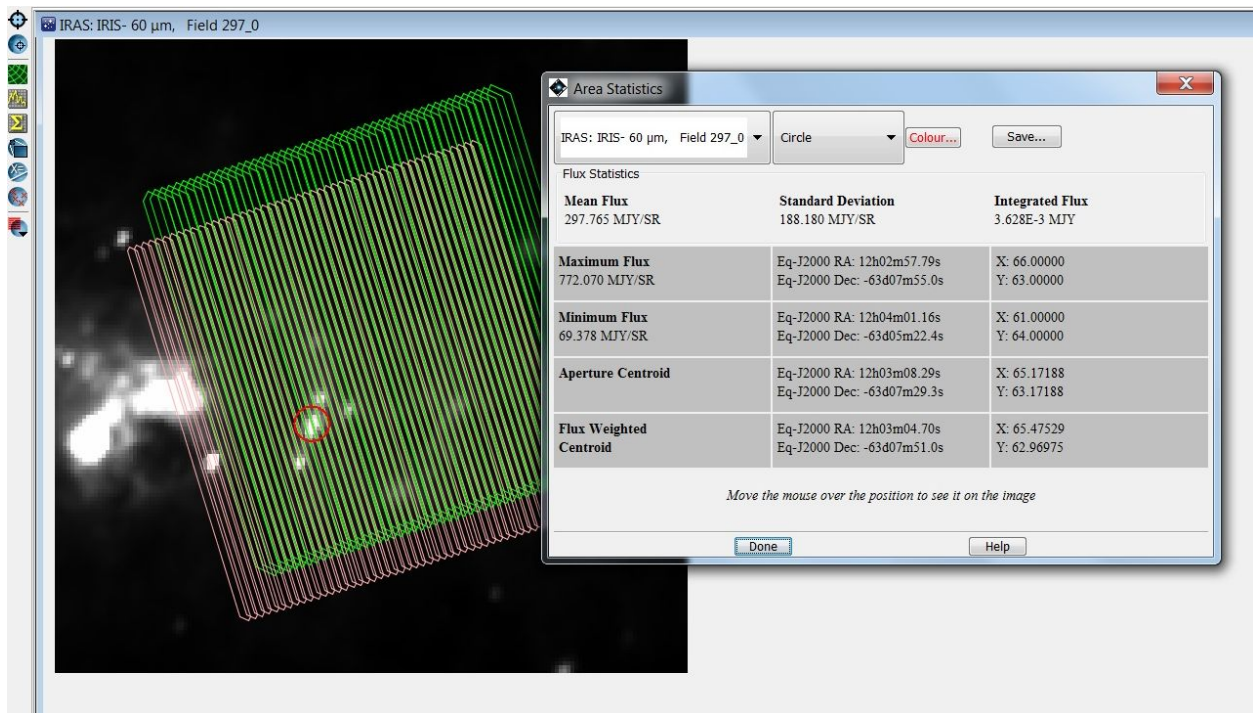 IRAS: IRIS- 60 µm, Field 297_0
Area Statistics
IRAS: IRIS- 60 µm, Field 297_0
Circle
Colour...
Save...
Flux Statistics
Mean Flux Standard Deviation Integrated Flux
297.765 MJY/SR 188.180 MJY/SR 3.628E-3 MJY
Maximum Flux Eq-J2000 RA: 12h02m57.79s X: 66.00000
772.070 MJY/SR Eq-J2000 Dec: -63d07m55.0s Y: 63.00000
Minimum Flux Eq-J2000 RA: 12h04m01.16s X: 61.00000
69.378 MJY/SR Eq-J2000 Dec: -63d05m22.4s Y: 64.00000
Aperture Centroid Eq-J2000 RA: 12h03m08.29s X: 65.17188
Eq-J2000 Dec: -63d07m29.3s Y: 63.17188
Flux Weighted Eq-J2000 RA: 12h03m04.70s X: 65.47529
Centroid Eq-J2000 Dec: -63d07m51.0s Y: 62.96975
Move the mouse over the position to see it on the image
Done Help